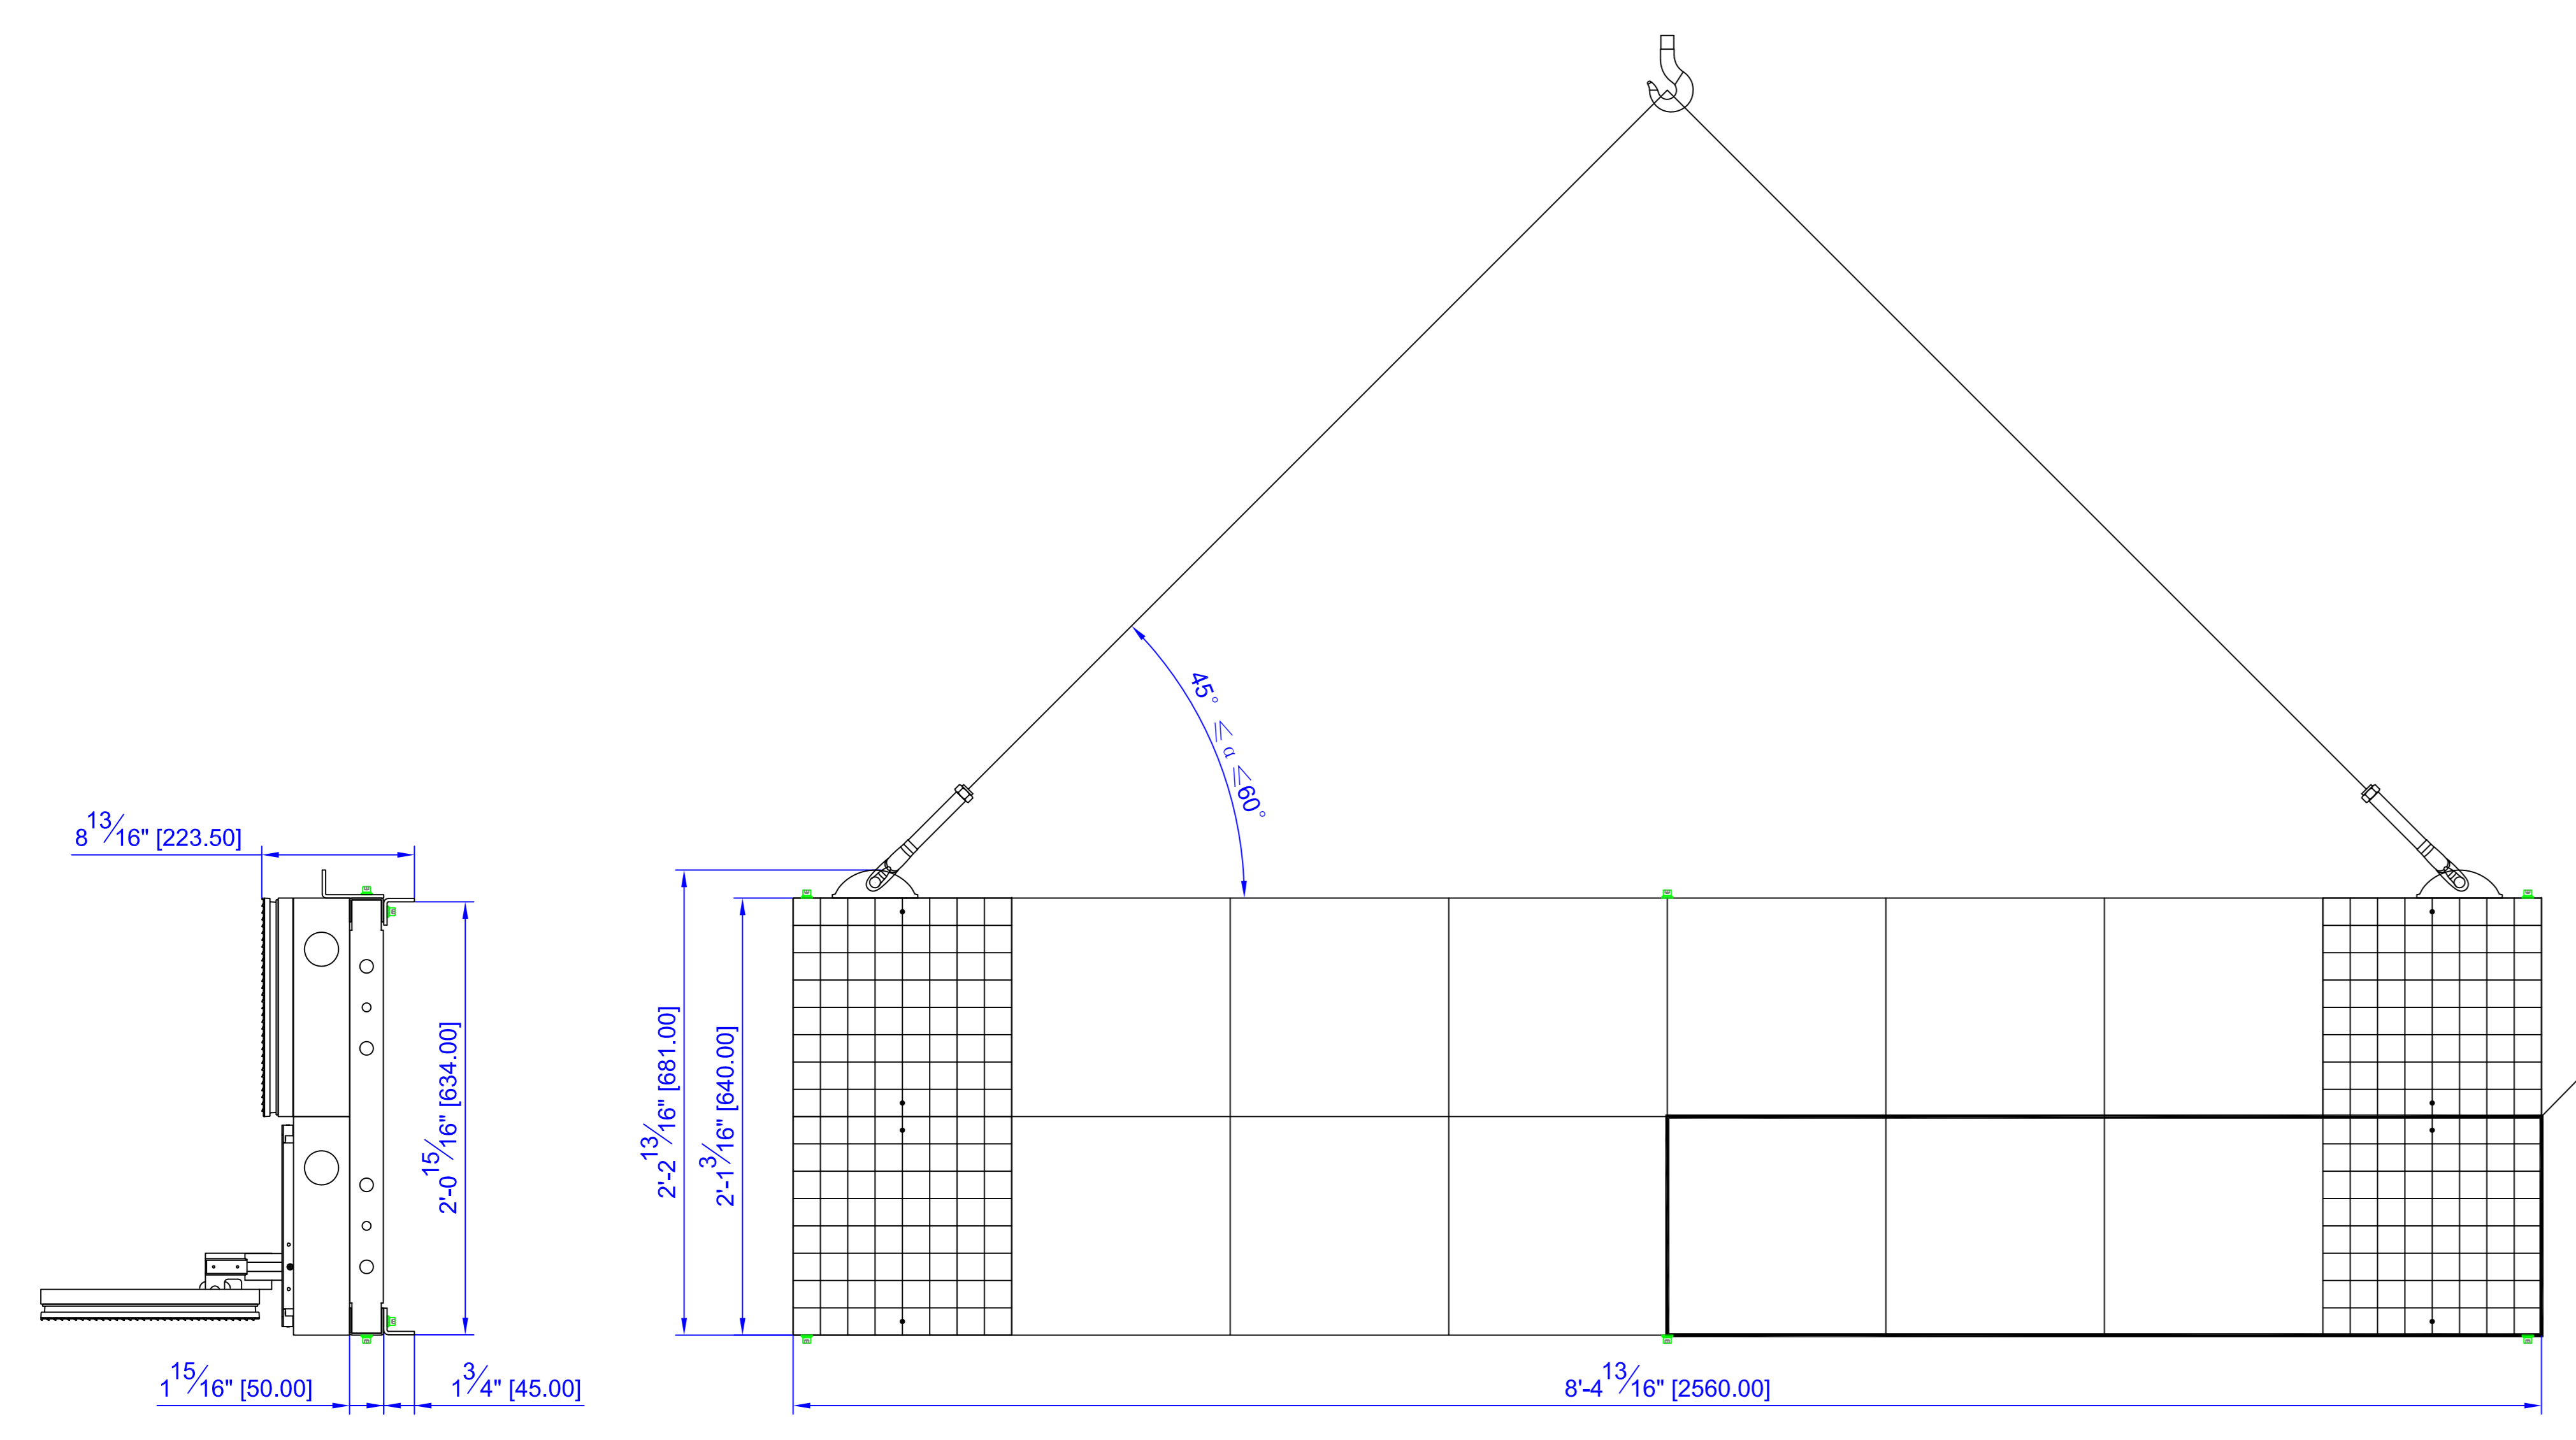 45° ≤ α ≤60°
8 13/16" [223.50]
2'-0 15/16" [634.00]
2'-2 13/16" [681.00]
2'-1 3/16" [640.00]
1 15/16" [50.00]
1 3/4" [45.00]
8'-4 13/16" [2560.00]